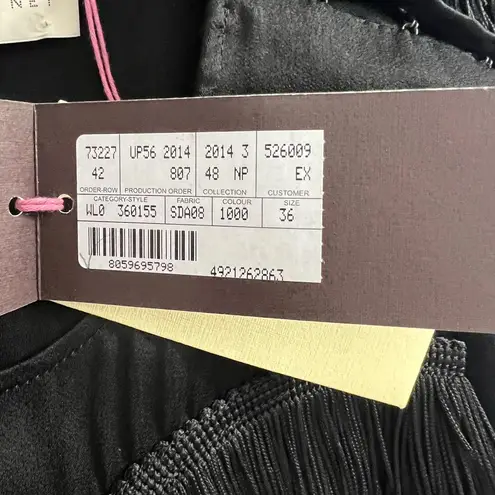 NET
73227 UP56 2014 2014 3 526009
42 807 48 NP EX
ORDER-ROW PRODUCTION ORDER COLLECTION CUSTOMER
CATEGORY-STYLE FABRIC COLOUR SIZE
WL0 360155 SDA08 1000 36
8059695798 4921262863